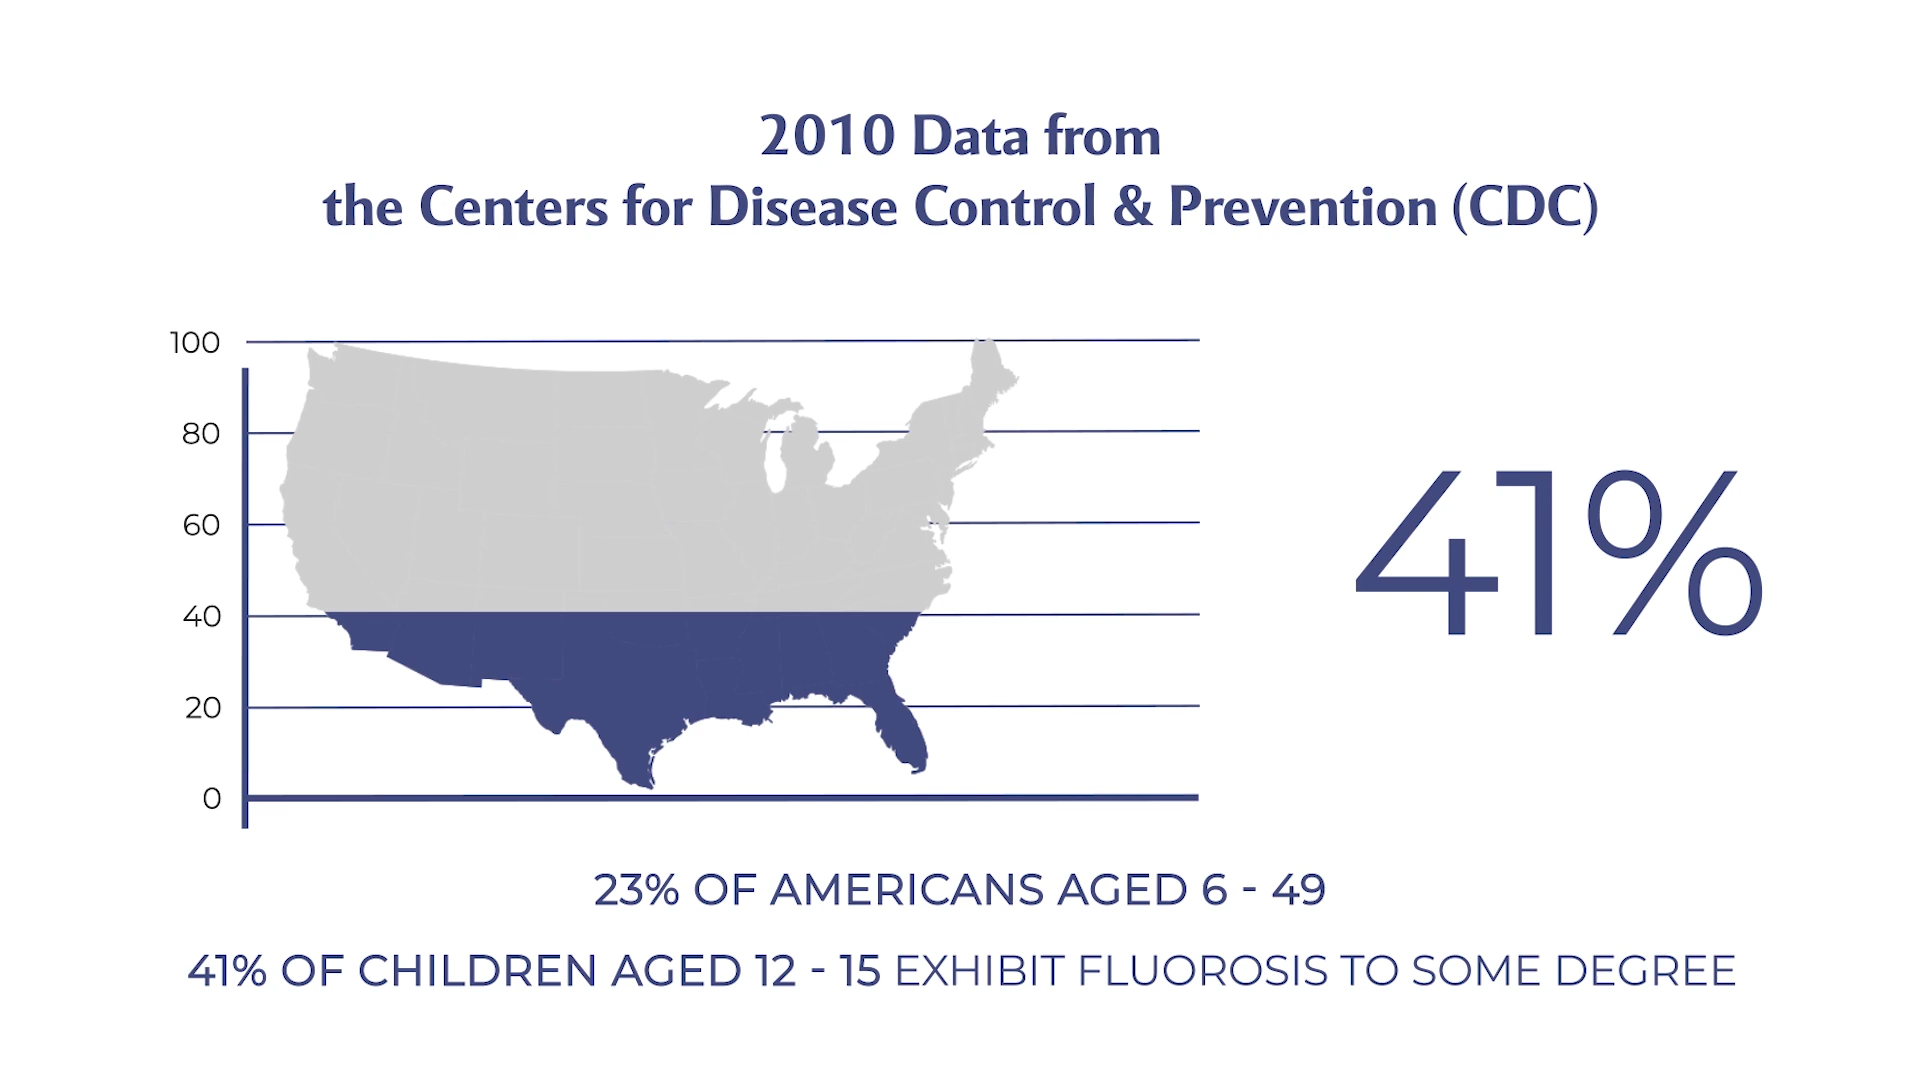 2010 Data from
the Centers for Disease Control & Prevention (CDC)
100
80
60
40
20
0
41%
23% OF AMERICANS AGED 6 - 49
41% OF CHILDREN AGED 12 - 15 EXHIBIT FLUOROSIS TO SOME DEGREE